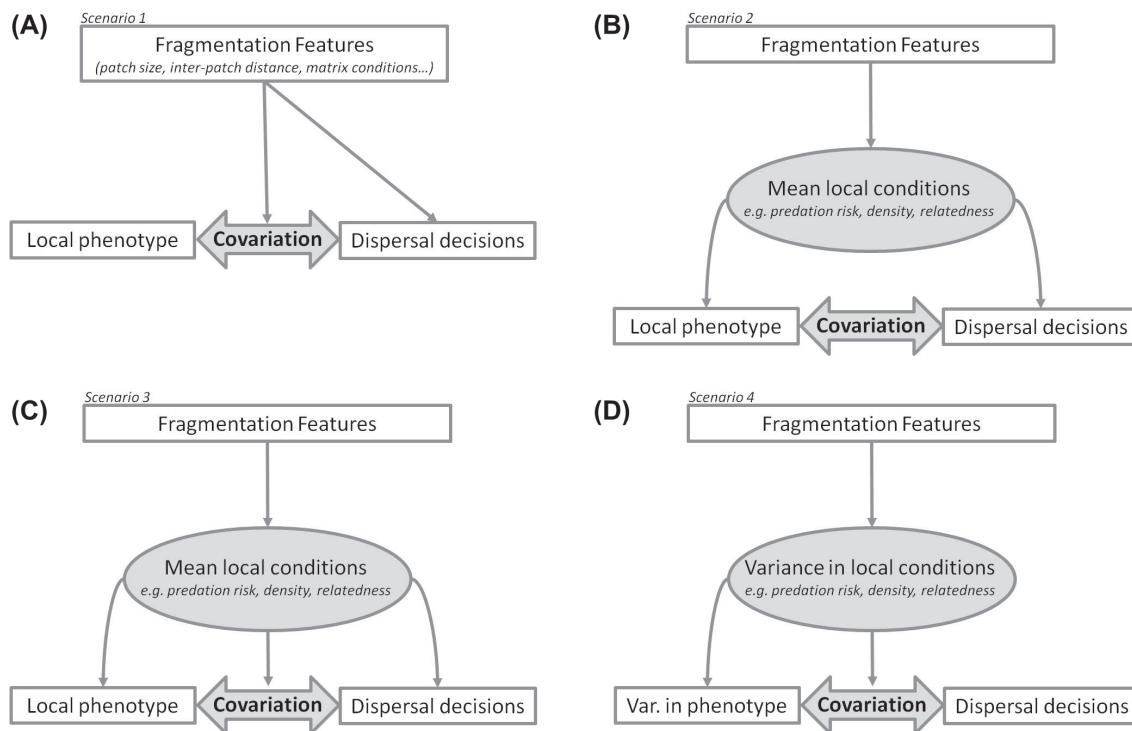 (A)
Scenario 1
Fragmentation Features
(patch size, inter-patch distance, matrix conditions...)
Local phenotype
Covariation
Dispersal decisions
(B)
Scenario 2
Fragmentation Features
Mean local conditions
e.g. predation risk, density, relatedness
Local phenotype
Covariation
Dispersal decisions
(C)
Scenario 3
Fragmentation Features
Mean local conditions
e.g. predation risk, density, relatedness
Local phenotype
Covariation
Dispersal decisions
(D)
Scenario 4
Fragmentation Features
Variance in local conditions
e.g. predation risk, density, relatedness
Var. in phenotype
Covariation
Dispersal decisions